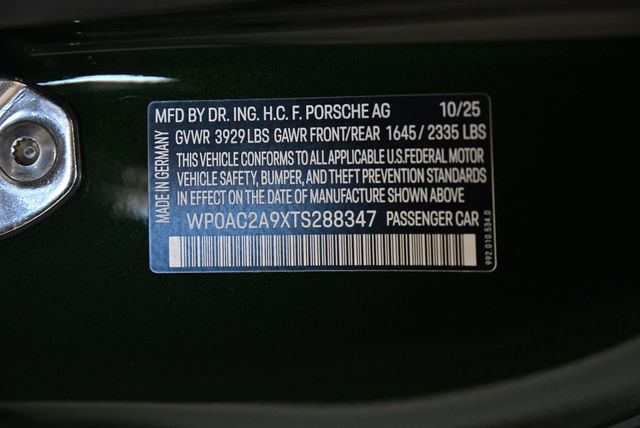 MFD BY DR. ING. H.C. F. PORSCHE AG 10/25
GVWR 3929 LBS GAWR FRONT/REAR 1645 / 2335 LBS
THIS VEHICLE CONFORMS TO ALL APPLICABLE U.S.FEDERAL MOTOR
VEHICLE SAFETY, BUMPER, AND THEFT PREVENTION STANDARDS
IN EFFECT ON THE DATE OF MANUFACTURE SHOWN ABOVE
WP0AC2A9XTS288347 PASSENGER CAR
MADE IN GERMANY
992.010.534.0